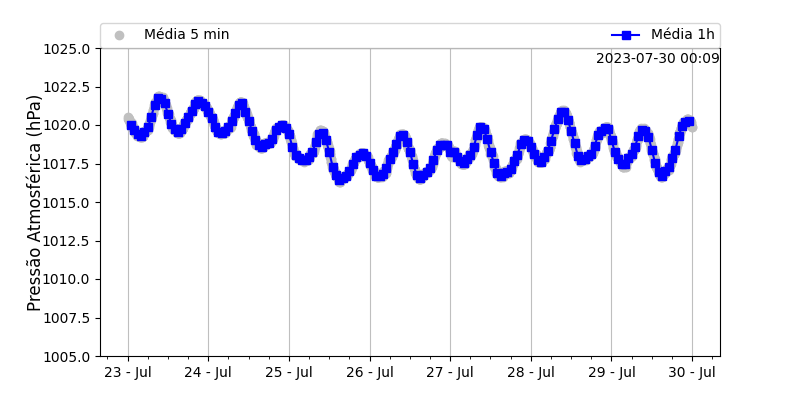 Média 5 min
Média 1h
2023-07-30 00:09
Pressão Atmosférica (hPa)
1025.0
1022.5
1020.0
1017.5
1015.0
1012.5
1010.0
1007.5
1005.0
23 - Jul
24 - Jul
25 - Jul
26 - Jul
27 - Jul
28 - Jul
29 - Jul
30 - Jul